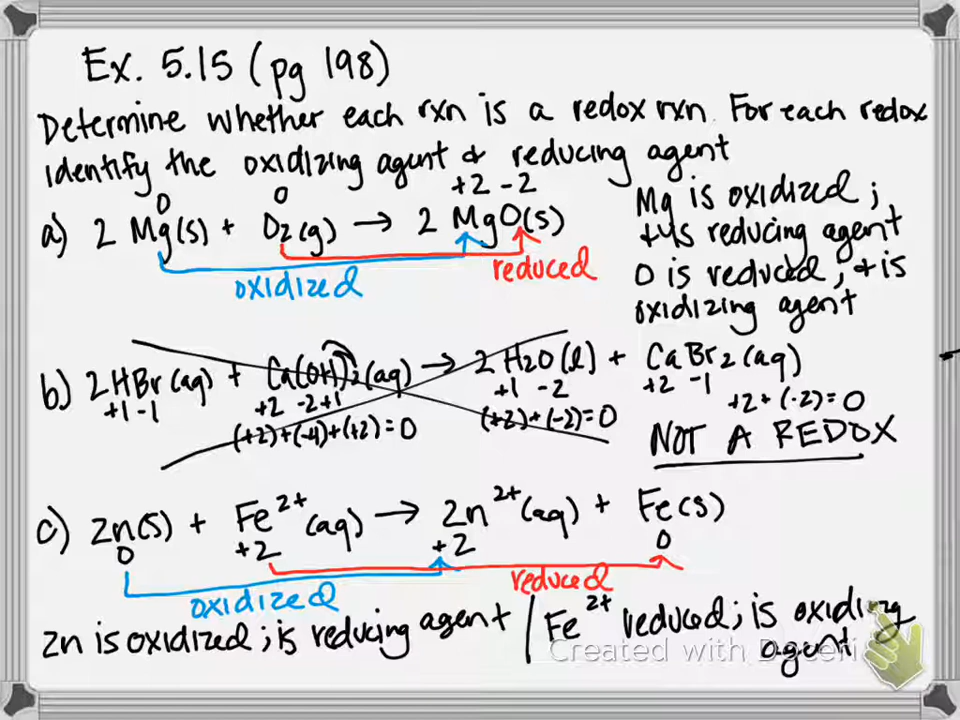 Ex. 5.15 (pg 198)
Determine whether each rxn is a redox rxn. For each redox
identify the oxidizing agent & reducing agent
0 0 +2 -2
a) 2 Mg(s) + O2(g) → 2 MgO(s)
oxidized
reduced
Mg is oxidized;
+ is reducing agent
O is reduced, + is
oxidizing agent
b) 2HBr(aq) + Ca(OH)2(aq) → 2 H2O(l) + CaBr2(aq)
+1 -1 +2 -2 +1 +1 -2 +2 -1
(+2)+(-4)+(+2)=0 (+2)+(-2)=0 +2+(-2)=0
NOT A REDOX
c) Zn(s) + Fe²⁺(aq) → Zn²⁺(aq) + Fe(s)
0 +2 +2 0
oxidized
reduced
Zn is oxidized; is reducing agent
Fe²⁺ reduced; is oxidizing
agent
Created with Doceri